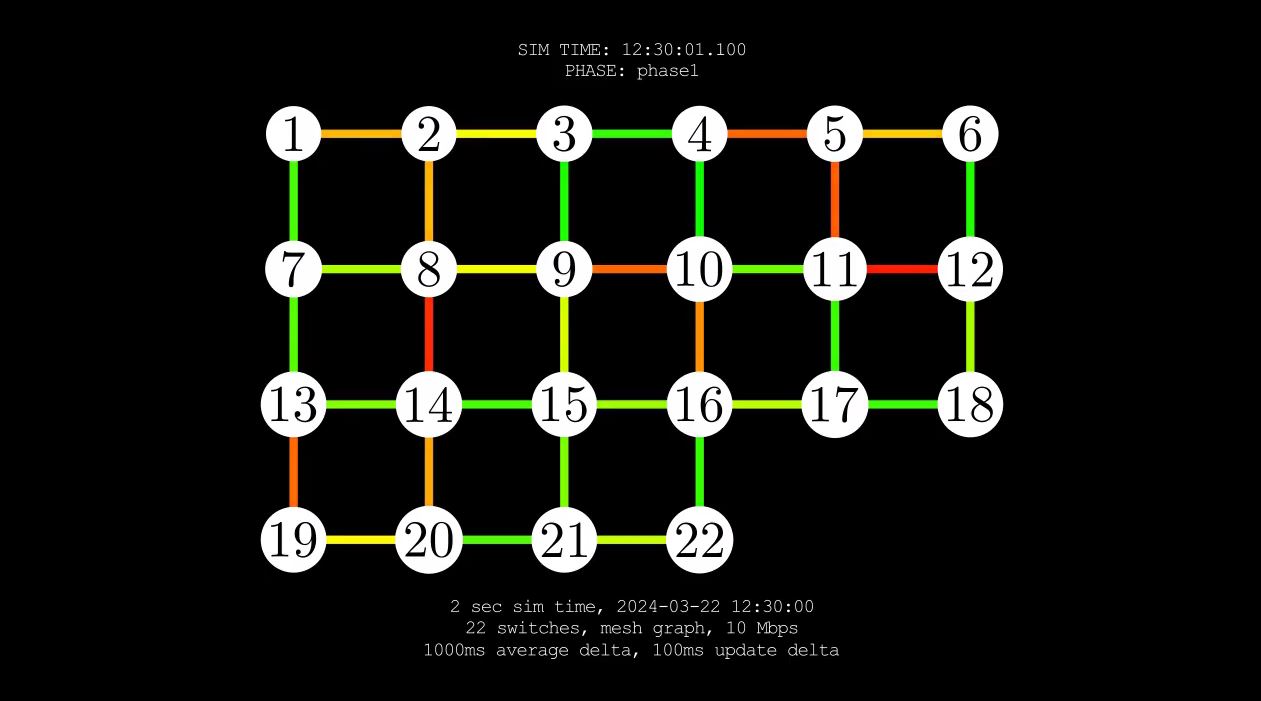 SIM TIME: 12:30:01.100
PHASE: phase1
1 2 3 4 5 6
7 8 9 10 11 12
13 14 15 16 17 18
19 20 21 22
2 sec sim time, 2024-03-22 12:30:00
22 switches, mesh graph, 10 Mbps
1000ms average delta, 100ms update delta